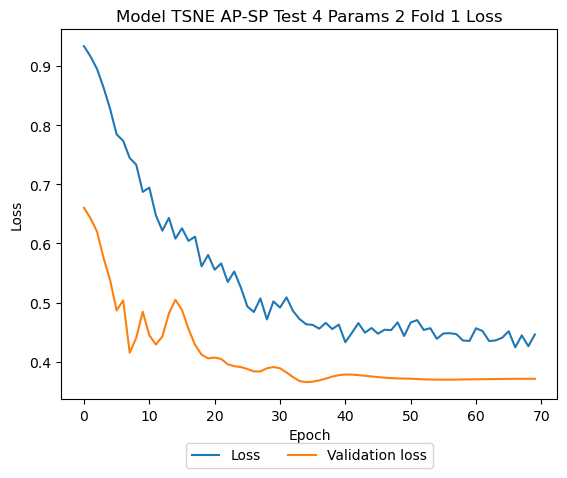 Model TSNE AP-SP Test 4 Params 2 Fold 1 Loss
Loss
0.9
0.8
0.7
0.6
0.5
0.4
0 10 20 30 40 50 60 70
Epoch
Loss Validation loss